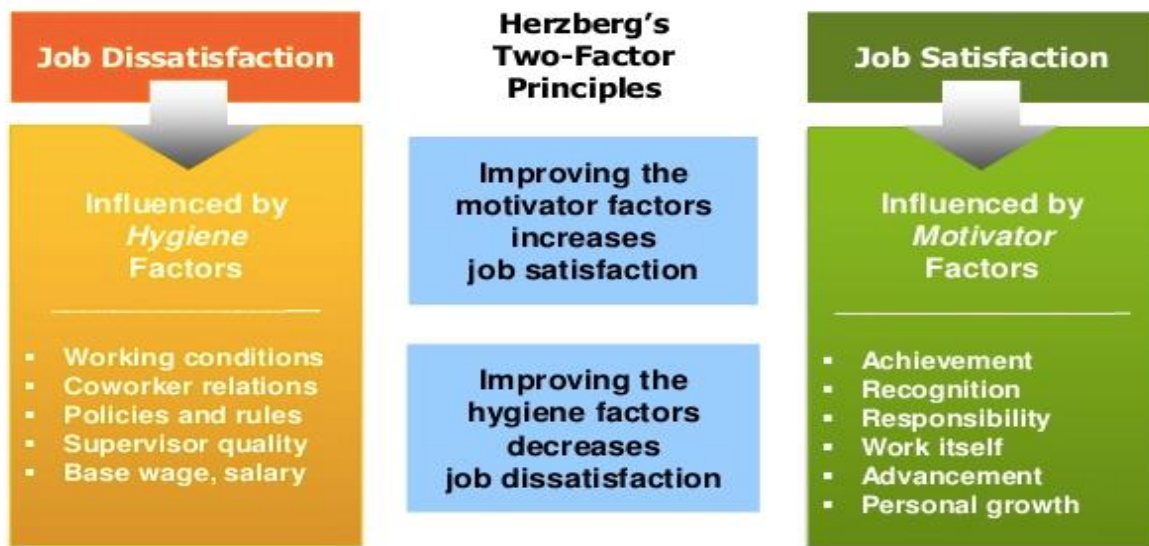 Job Dissatisfaction
Influenced by
Hygiene
Factors
▪ Working conditions
▪ Coworker relations
▪ Policies and rules
▪ Supervisor quality
▪ Base wage, salary
Herzberg's
Two-Factor
Principles
Improving the
motivator factors
increases
job satisfaction
Improving the
hygiene factors
decreases
job dissatisfaction
Job Satisfaction
Influenced by
Motivator
Factors
▪ Achievement
▪ Recognition
▪ Responsibility
▪ Work itself
▪ Advancement
▪ Personal growth